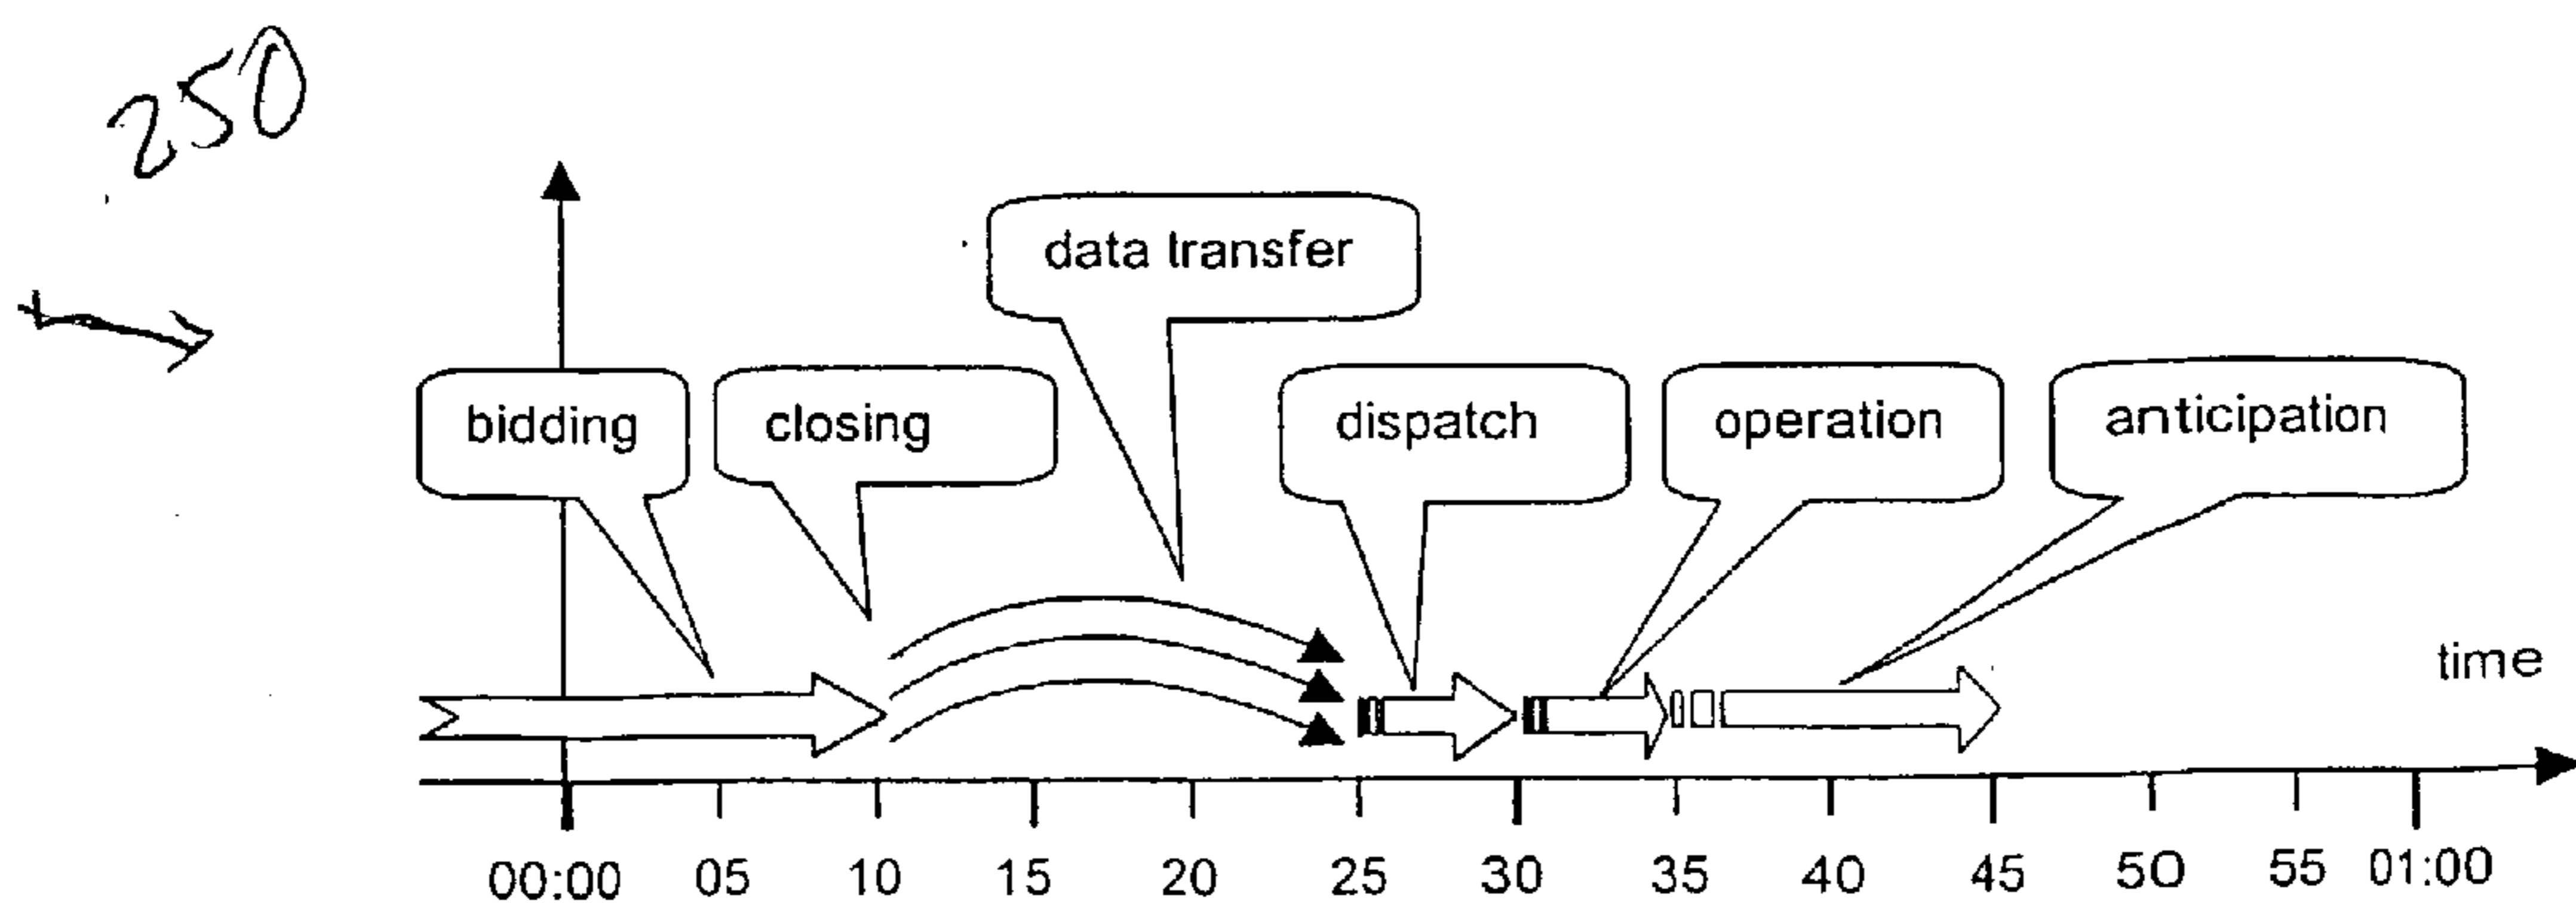 250
data transfer
bidding closing dispatch operation anticipation
time
00:00 05 10 15 20 25 30 35 40 45 50 55 01:00